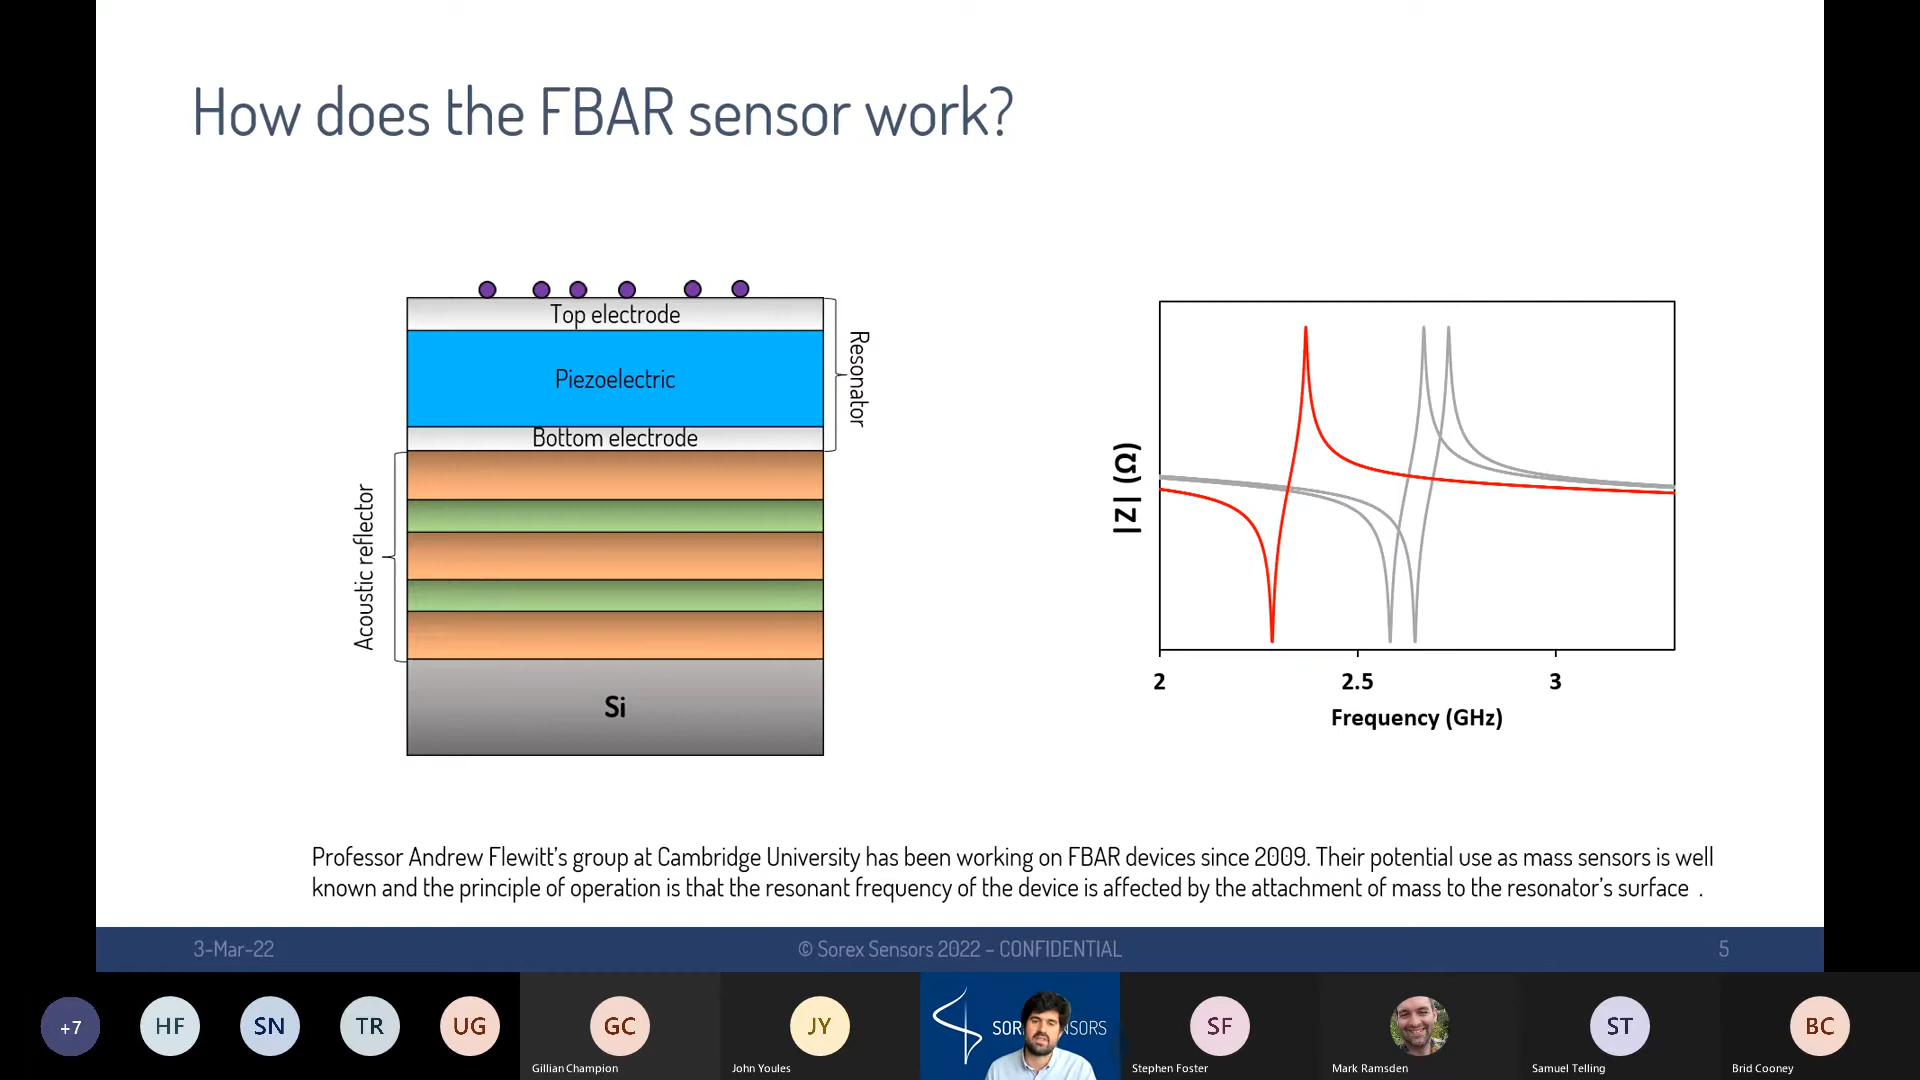 How does the FBAR sensor work?
Top electrode
Piezoelectric
Bottom electrode
Resonator
Acoustic reflector
Si
|Z| (Ω)
2
2.5
3
Frequency (GHz)
Professor Andrew Flewitt’s group at Cambridge University has been working on FBAR devices since 2009. Their potential use as mass sensors is well
known and the principle of operation is that the resonant frequency of the device is affected by the attachment of mass to the resonator’s surface .
3-Mar-22
© Sorex Sensors 2022 – CONFIDENTIAL
5
+7
HF
SN
TR
UG
GC
JY
SF
ST
BC
Gillian Champion
John Youles
Stephen Foster
Mark Ramsden
Samuel Telling
Brid Cooney